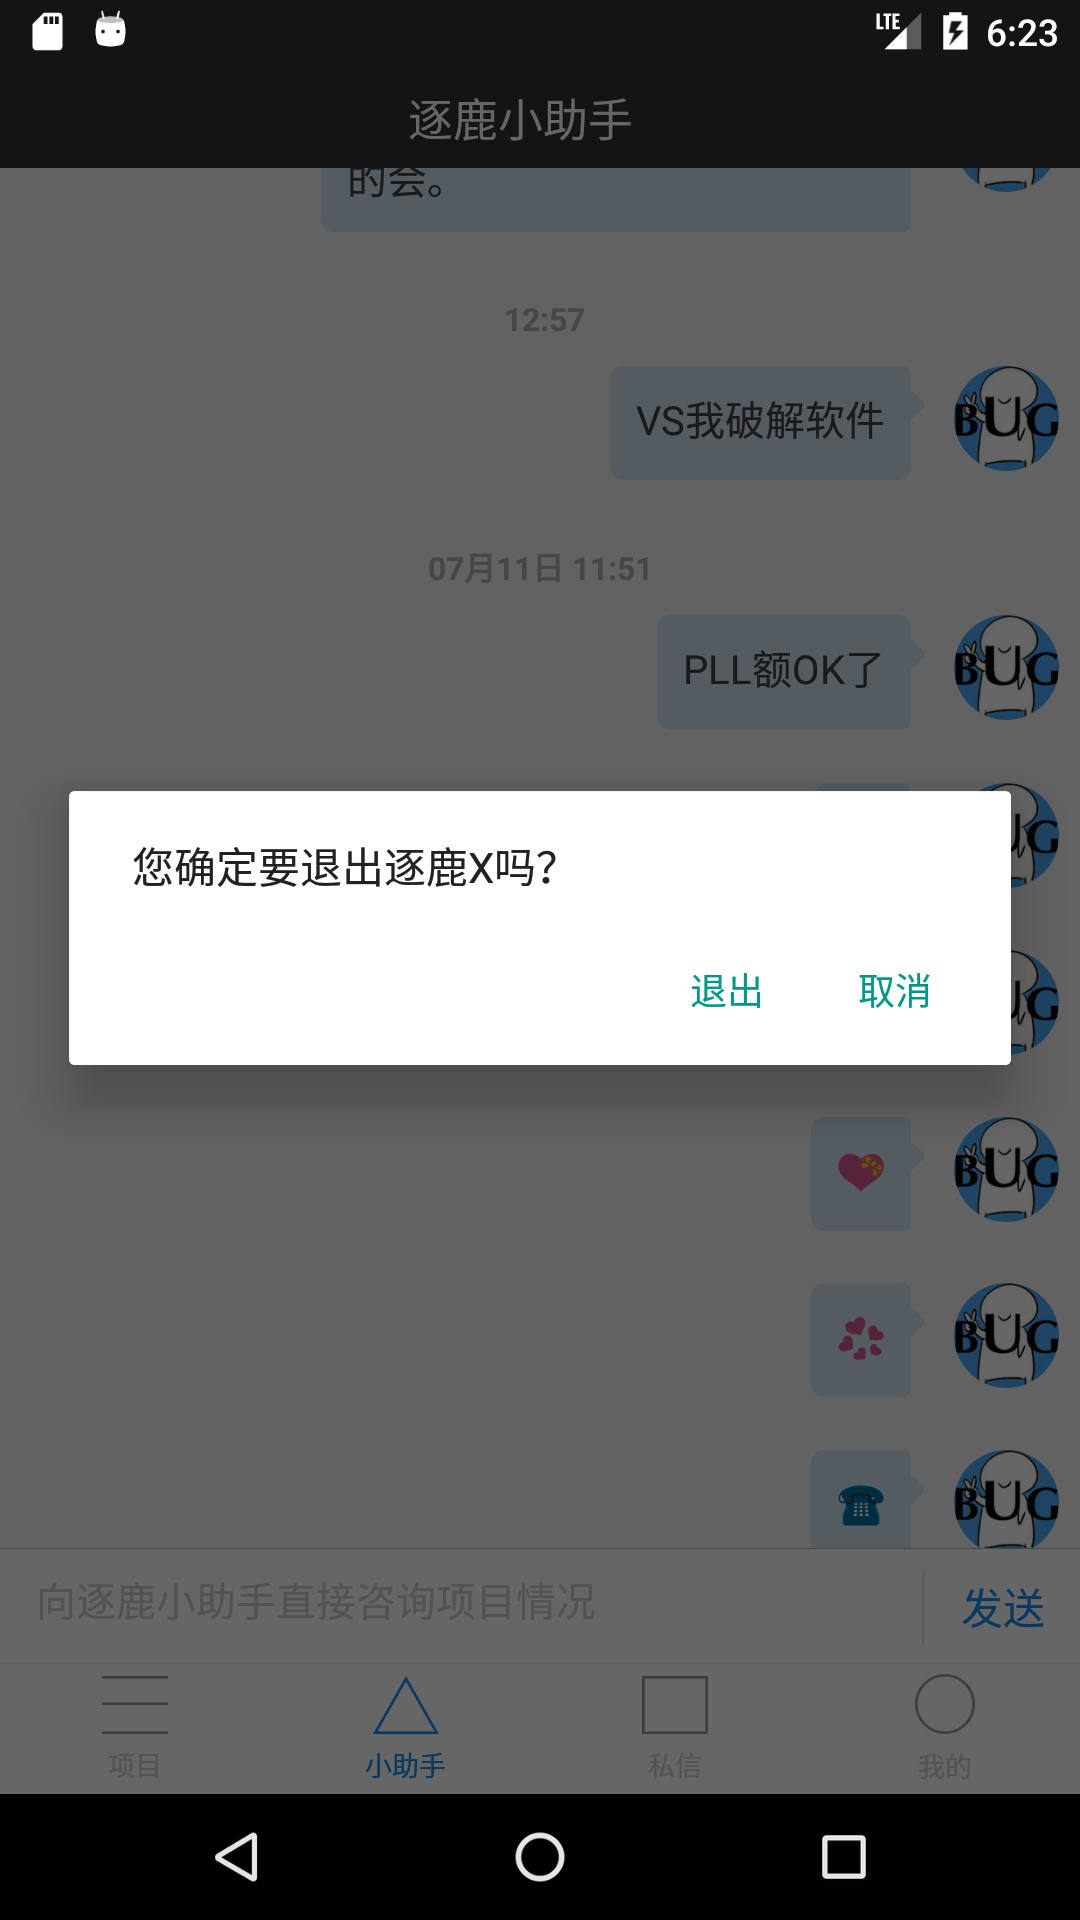 LTE 6:23
逐鹿小助手
的会。
12:57
VS我破解软件
BUG
07月11日 11:51
PLL额OK了
BUG
您确定要退出逐鹿X吗?
退出 取消
BUG
BUG
BUG
向逐鹿小助手直接咨询项目情况
发送
项目 小助手 私信 我的